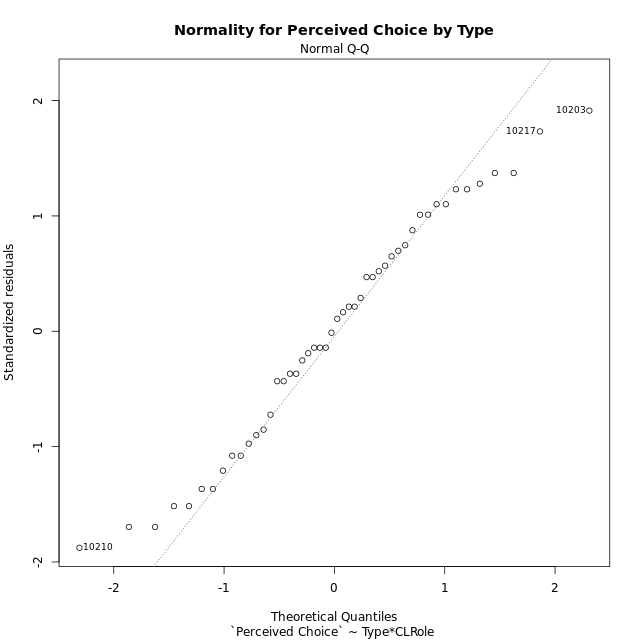 Normality for Perceived Choice by Type
Normal Q-Q
2
1
0
-1
-2
Standardized residuals
10203
10217
10210
-2 -1 0 1 2
Theoretical Quantiles
`Perceived Choice` ~ Type*CLRole